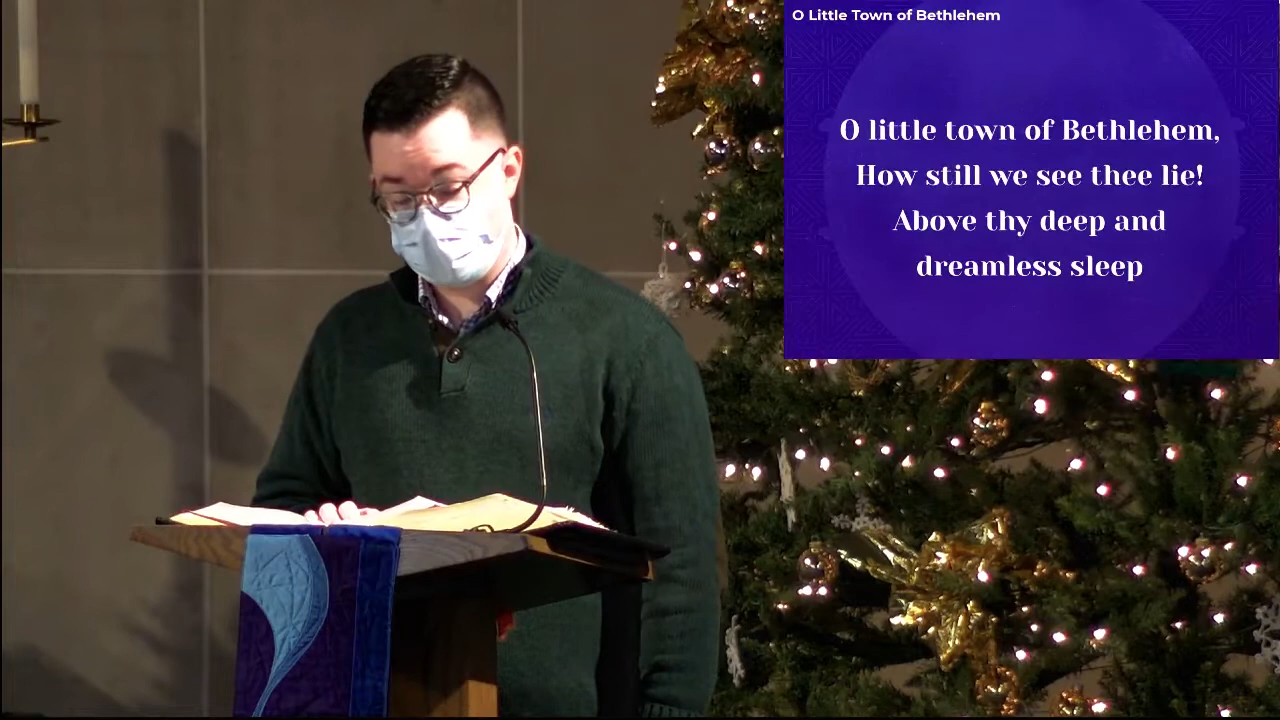 O Little Town of Bethlehem
O little town of Bethlehem,
How still we see thee lie!
Above thy deep and
dreamless sleep